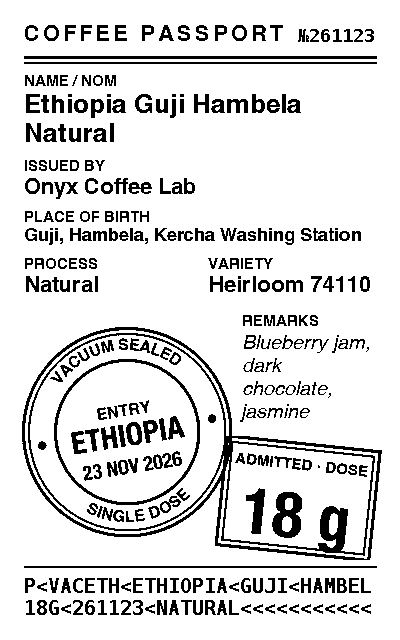 COFFEE PASSPORT №261123
NAME / NOM
Ethiopia Guji Hambela
Natural
ISSUED BY
Onyx Coffee Lab
PLACE OF BIRTH
Guji, Hambela, Kercha Washing Station
PROCESS VARIETY
Natural Heirloom 74110
REMARKS
Blueberry jam,
dark
chocolate,
jasmine
VACUUM SEALED
ENTRY
ETHIOPIA
23 NOV 2026
SINGLE DOSE
ADMITTED · DOSE
18 g
P<VACETH<ETHIOPIA<GUJI<HAMBEL
18G<261123<NATURAL<<<<<<<<<<<